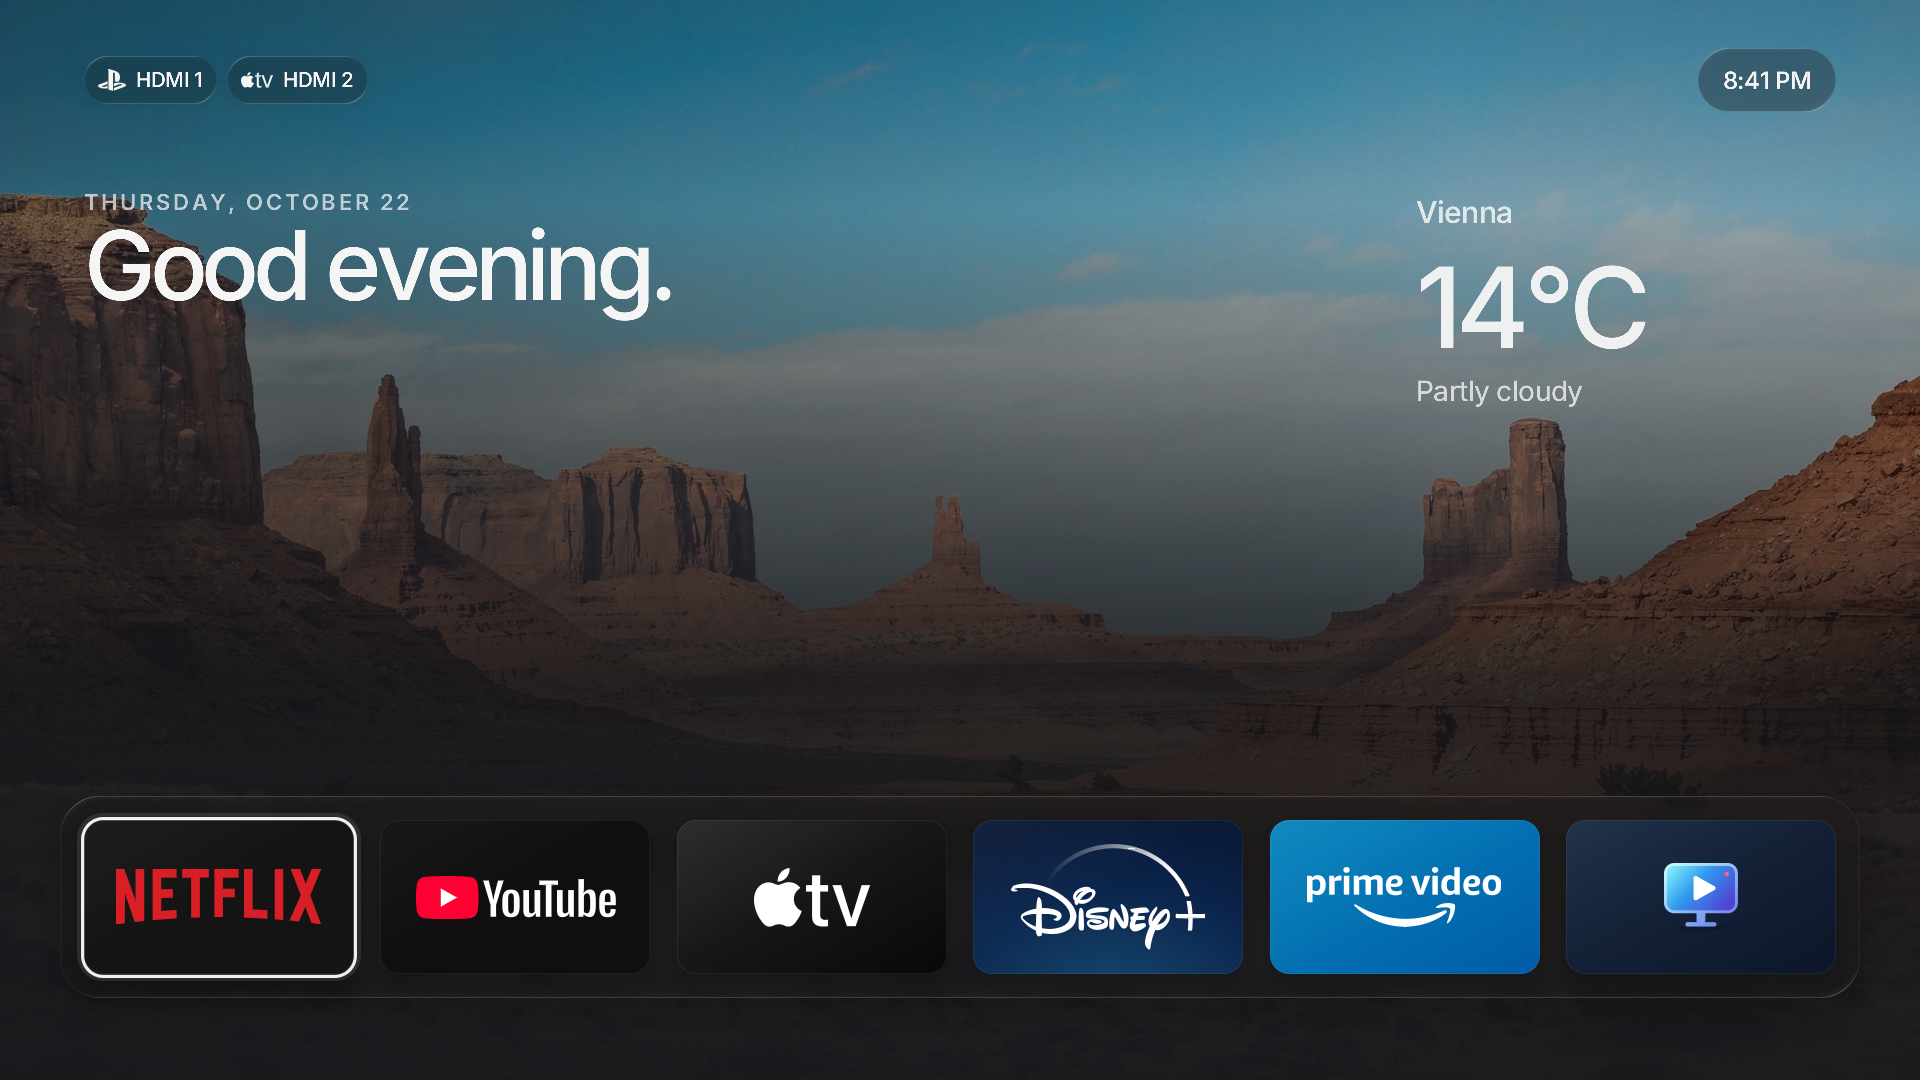 HDMI 1
tv HDMI 2
8:41 PM
THURSDAY, OCTOBER 22
Good evening.
Vienna
14°C
Partly cloudy
NETFLIX
YouTube
tv
Disney+
prime video